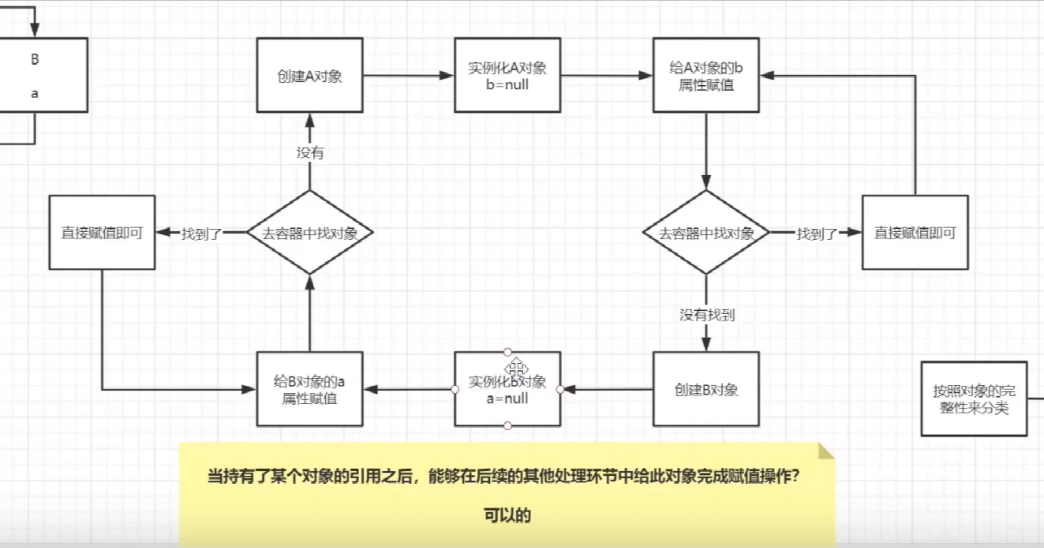 B
a
创建A对象
实例化A对象
b=null
给A对象的b
属性赋值
没有
直接赋值即可
找到了
去容器中找对象
去容器中找对象
找到了
直接赋值即可
没有找到
给B对象的a
属性赋值
实例化b对象
a=null
创建B对象
按照对象的完
整性来分类
当持有了某个对象的引用之后，能够在后续的其他处理环节中给此对象完成赋值操作？
可以的